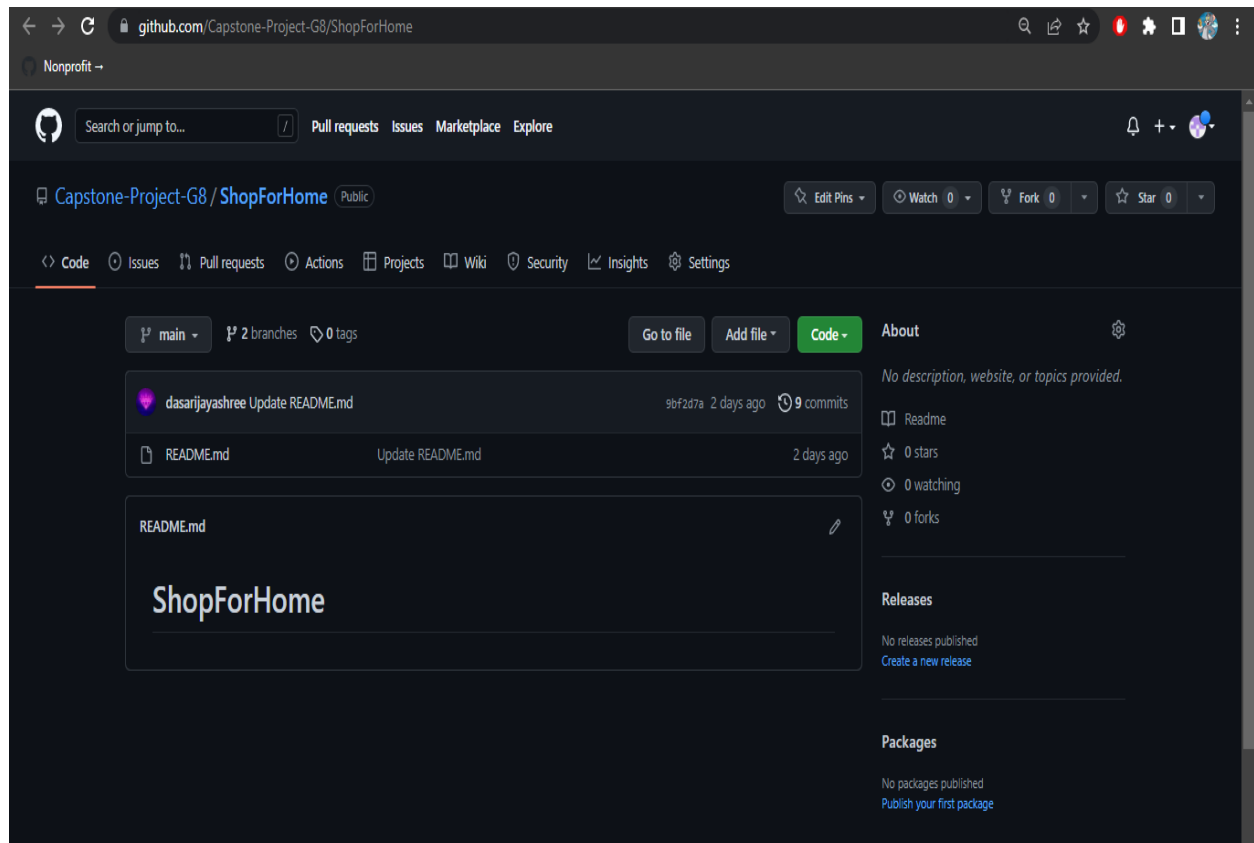 github.com/Capstone-Project-G8/ShopForHome
Nonprofit →
Search or jump to... / Pull requests Issues Marketplace Explore
Capstone-Project-G8 / ShopForHome Public Edit Pins Watch 0 Fork 0 Star 0
Code Issues Pull requests Actions Projects Wiki Security Insights Settings
main 2 branches 0 tags Go to file Add file Code
dasarijayashree Update README.md 9bf2d7a 2 days ago 9 commits
README.md Update README.md 2 days ago
README.md
ShopForHome
About
No description, website, or topics provided.
Readme
0 stars
0 watching
0 forks
Releases
No releases published
Create a new release
Packages
No packages published
Publish your first package